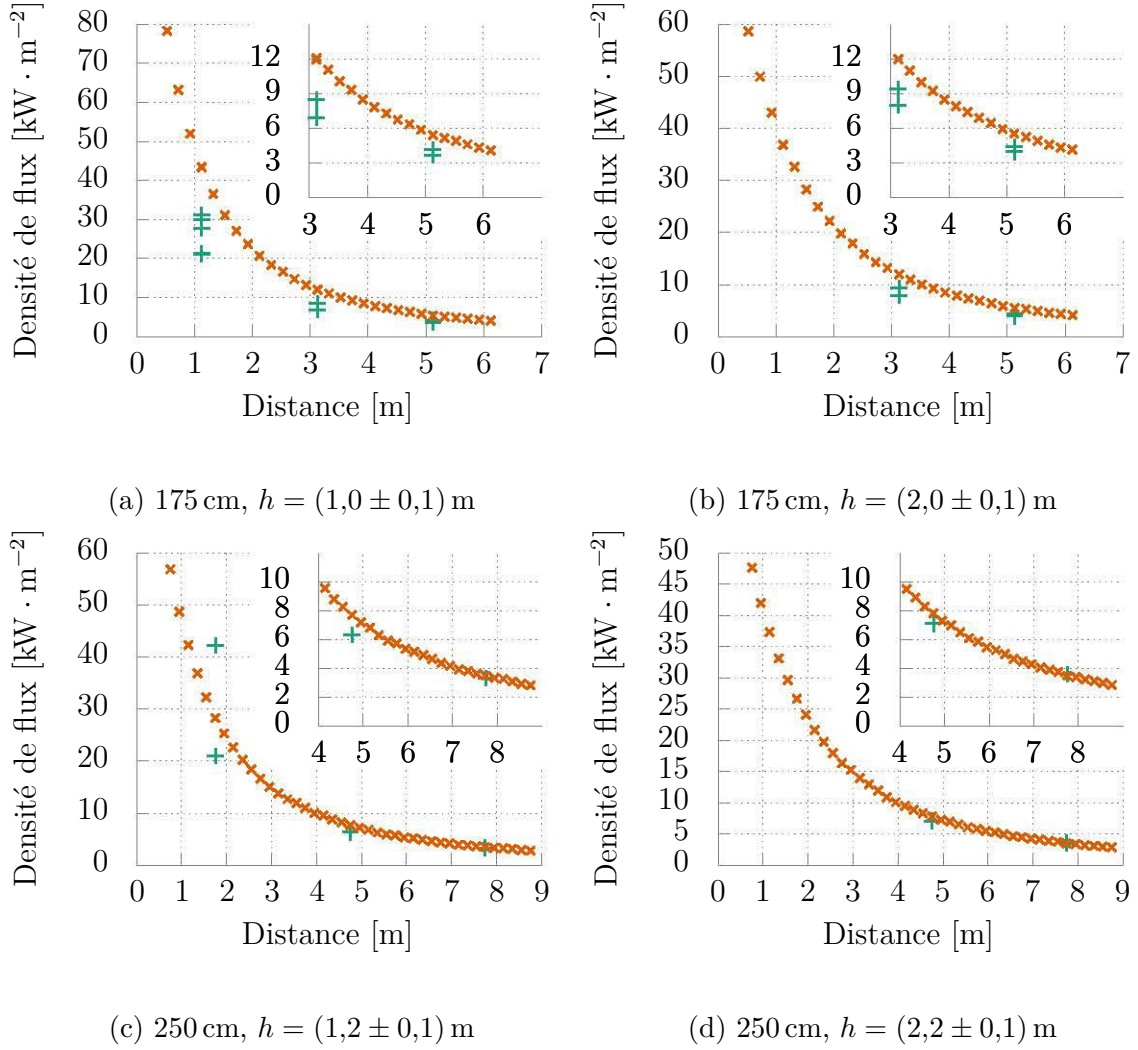 Densité de flux [kW · m⁻²]
80
70
60
50
40
30
20
10
0
0 1 2 3 4 5 6 7
Distance [m]
12
9
6
3
0
3 4 5 6
(a) 175 cm, h = (1,0 ± 0,1) m
Densité de flux [kW · m⁻²]
60
50
40
30
20
10
0
0 1 2 3 4 5 6 7
Distance [m]
12
9
6
3
0
3 4 5 6
(b) 175 cm, h = (2,0 ± 0,1) m
Densité de flux [kW · m⁻²]
60
50
40
30
20
10
0
0 1 2 3 4 5 6 7 8 9
Distance [m]
10
8
6
4
2
0
4 5 6 7 8
(c) 250 cm, h = (1,2 ± 0,1) m
Densité de flux [kW · m⁻²]
50
45
40
35
30
25
20
15
10
5
0
0 1 2 3 4 5 6 7 8 9
Distance [m]
10
8
6
4
2
0
4 5 6 7 8
(d) 250 cm, h = (2,2 ± 0,1) m